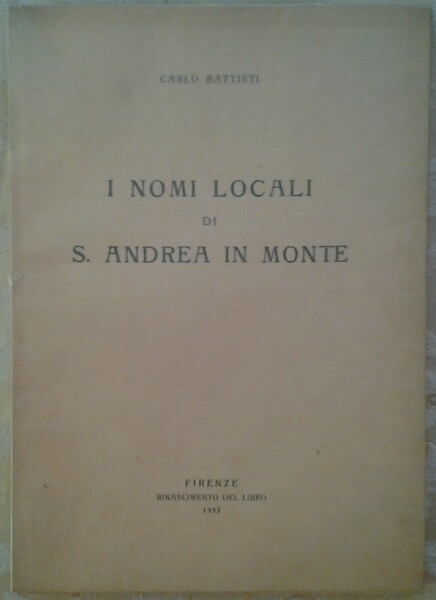 CARLO BATTISTI
I NOMI LOCALI
DI
S. ANDREA IN MONTE
FIRENZE
RINASCIMENTO DEL LIBRO
1953